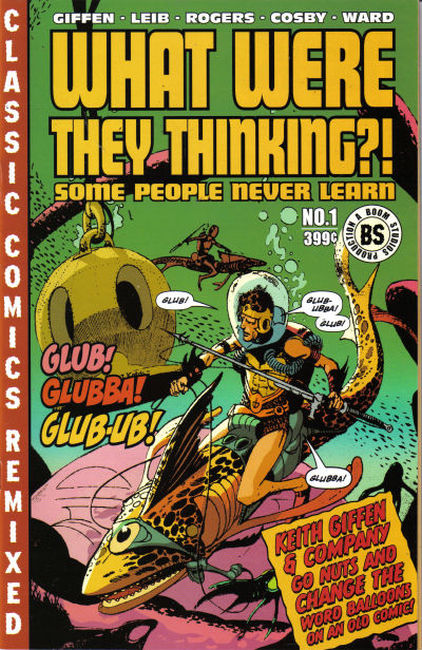 CLASSIC COMICS REMIXED
GIFFEN - LEIB - ROGERS - COSBY - WARD
WHAT WERE
THEY THINKING?!
SOME PEOPLE NEVER LEARN
NO.1
399¢
A BOOM STUDIOS PRODUCTION
BS
GLUB!
GLUB-
UBBA!
GLUB!
GLUB!
GLUBBA!
GLUB-UB!
GLUBBA!
KEITH GIFFEN
& COMPANY
GO NUTS AND
CHANGE THE
WORD BALLOONS
ON AN OLD COMIC!